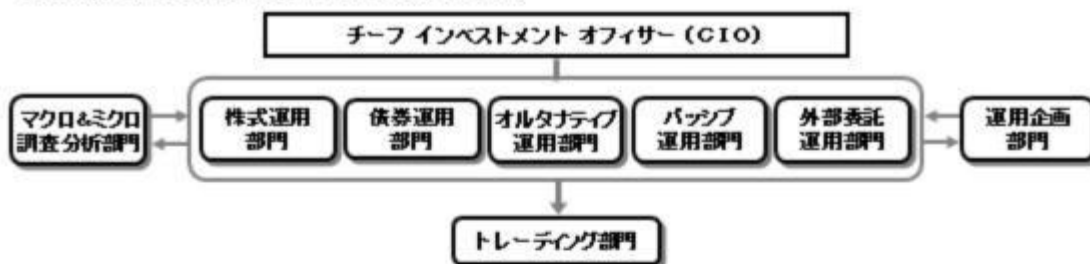 チーフ インベストメント オフィサー（CIO）
マクロ&ミクロ
調査分析部門
株式運用
部門
債券運用
部門
オルタナティブ
運用部門
パッシブ
運用部門
外部委託
運用部門
運用企画
部門
トレーディング部門